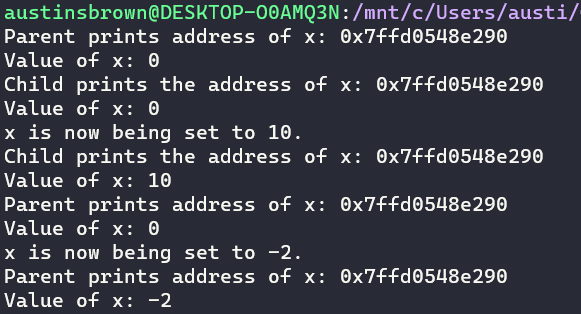 austinsbrown@DESKTOP-O0AMQ3N:/mnt/c/Users/austi/
Parent prints address of x: 0x7ffd0548e290
Value of x: 0
Child prints the address of x: 0x7ffd0548e290
Value of x: 0
x is now being set to 10.
Child prints the address of x: 0x7ffd0548e290
Value of x: 10
Parent prints address of x: 0x7ffd0548e290
Value of x: 0
x is now being set to -2.
Parent prints address of x: 0x7ffd0548e290
Value of x: -2